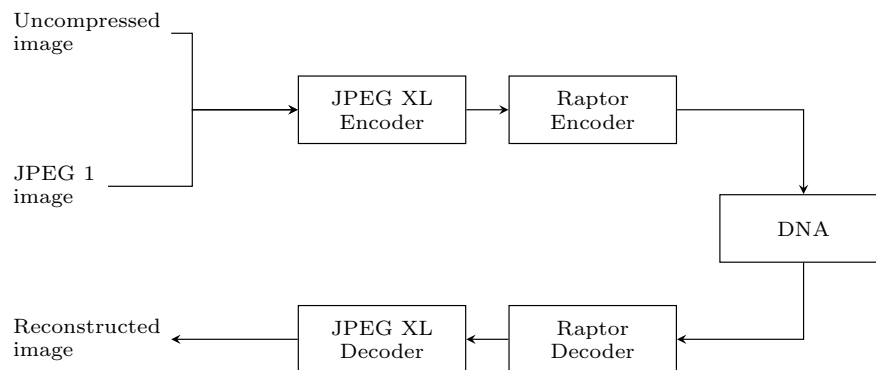 Uncompressed
image
JPEG XL
Encoder
Raptor
Encoder
JPEG 1
image
DNA
Reconstructed
image
JPEG XL
Decoder
Raptor
Decoder